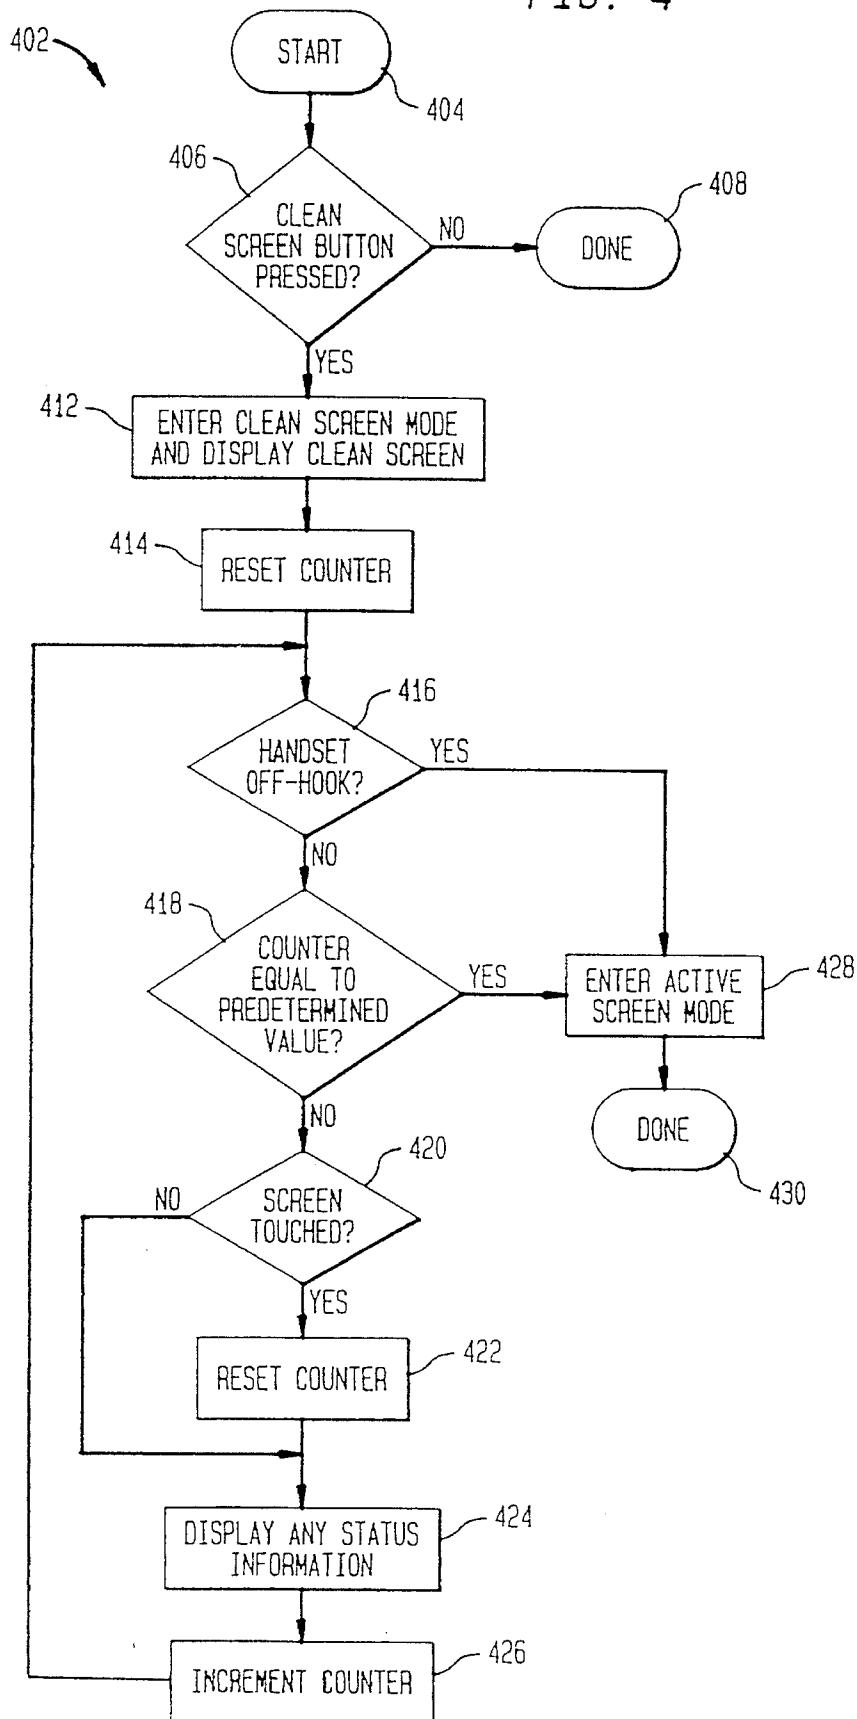 FIG. 4
402
START
404
406
CLEAN
SCREEN BUTTON
PRESSED?
NO
408
DONE
YES
412
ENTER CLEAN SCREEN MODE
AND DISPLAY CLEAN SCREEN
414
RESET COUNTER
416
HANDSET
OFF-HOOK?
YES
NO
418
COUNTER
EQUAL TO
PREDETERMINED
VALUE?
YES
ENTER ACTIVE
SCREEN MODE
428
NO
DONE
430
420
NO
SCREEN
TOUCHED?
YES
RESET COUNTER
422
DISPLAY ANY STATUS
INFORMATION
424
INCREMENT COUNTER
426